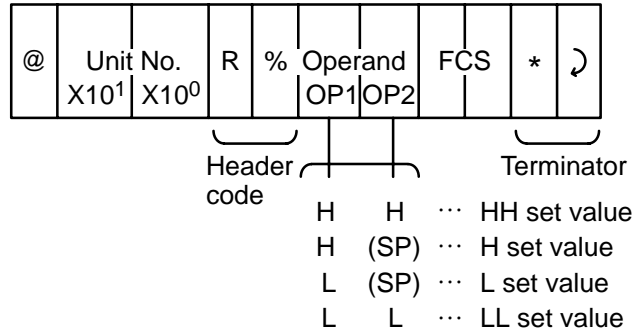 @ Unit No. R % Operand FCS * ⤸
X10¹ X10⁰ OP1 OP2
Header code Terminator
H H ··· HH set value
H (SP) ··· H set value
L (SP) ··· L set value
L L ··· LL set value